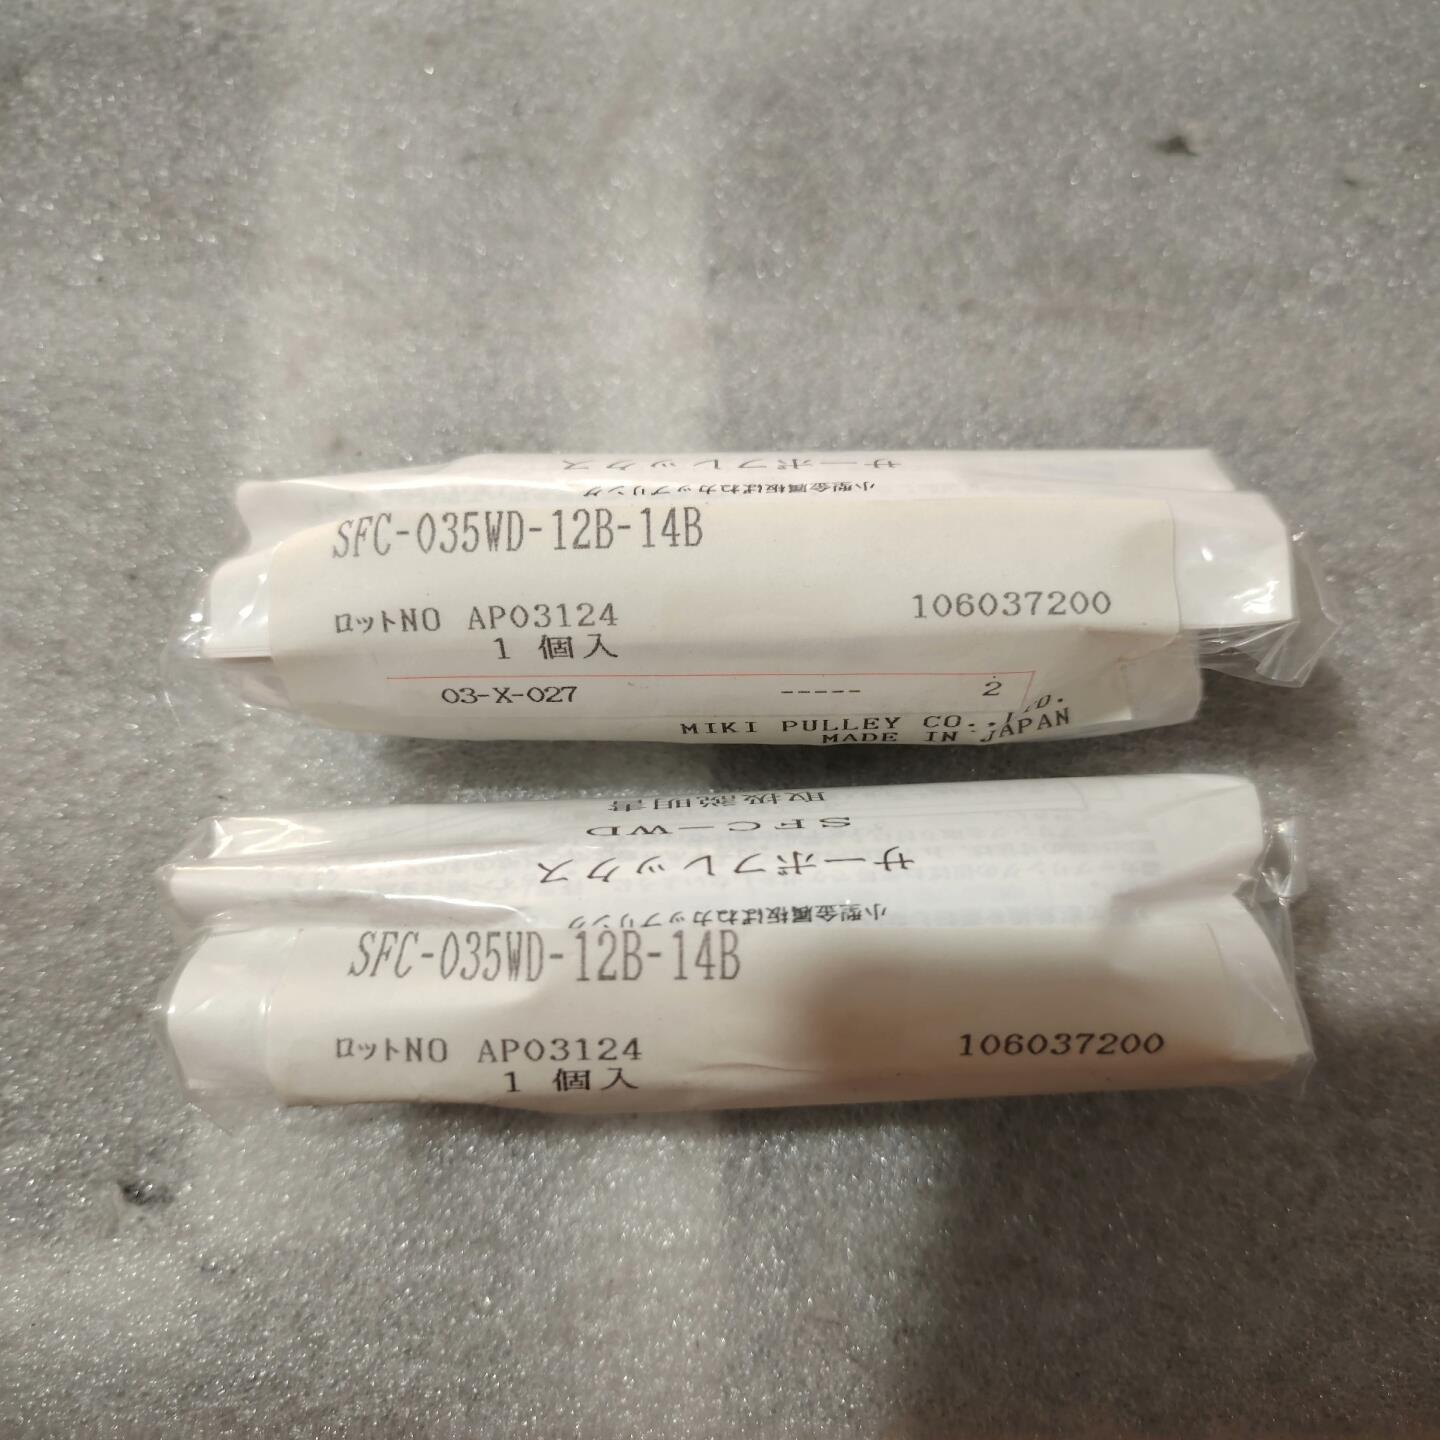 サーボフレックス
小型金属板ばねカップリング
SFC-035WD-12B-14B
ロットNO AP03124
106037200
1 個入
03-X-027 ----- 2
MIKI PULLEY CO.,LTD.
MADE IN JAPAN
取扱説明書
SFC-WD
サーボフレックス
小型金属板ばねカップリング
SFC-035WD-12B-14B
ロットNO AP03124
106037200
1 個入